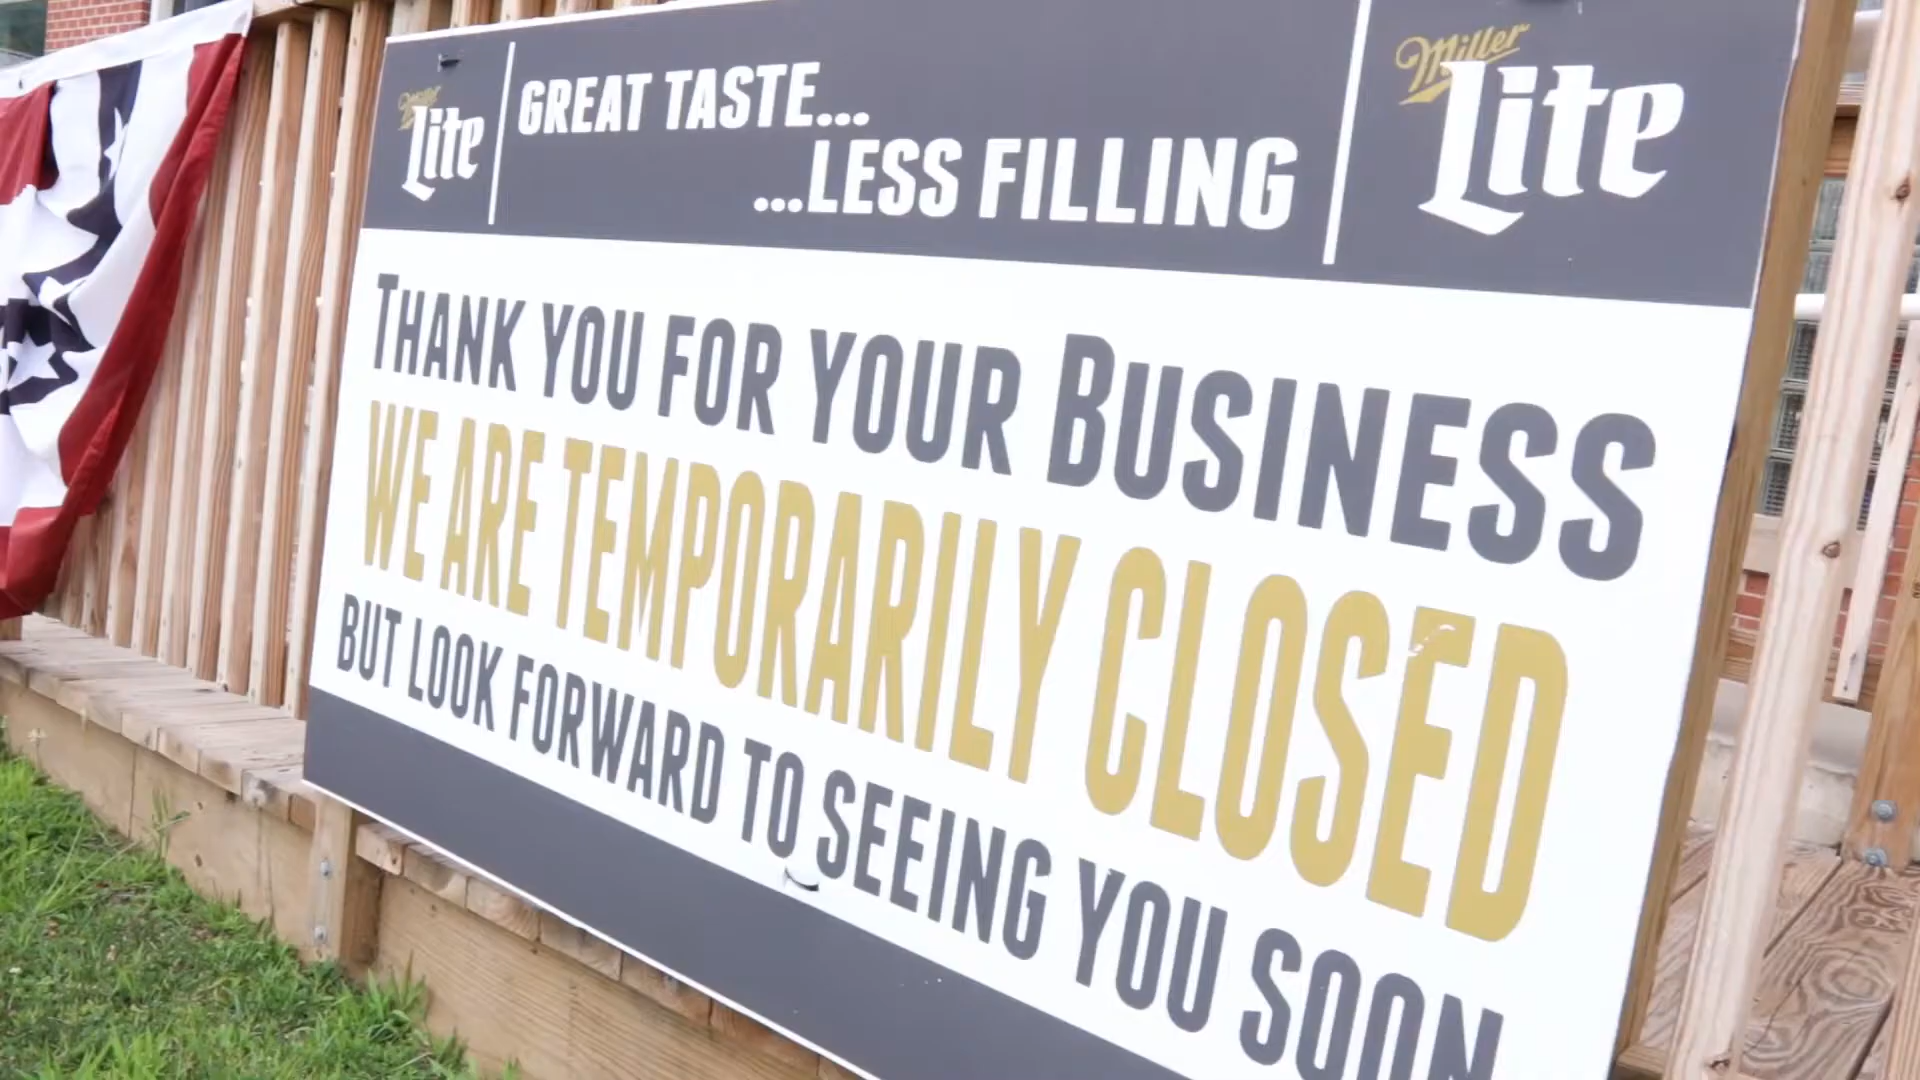 Miller Lite
GREAT TASTE...
...LESS FILLING
Miller Lite
THANK YOU FOR YOUR BUSINESS
WE ARE TEMPORARILY CLOSED
BUT LOOK FORWARD TO SEEING YOU SOON